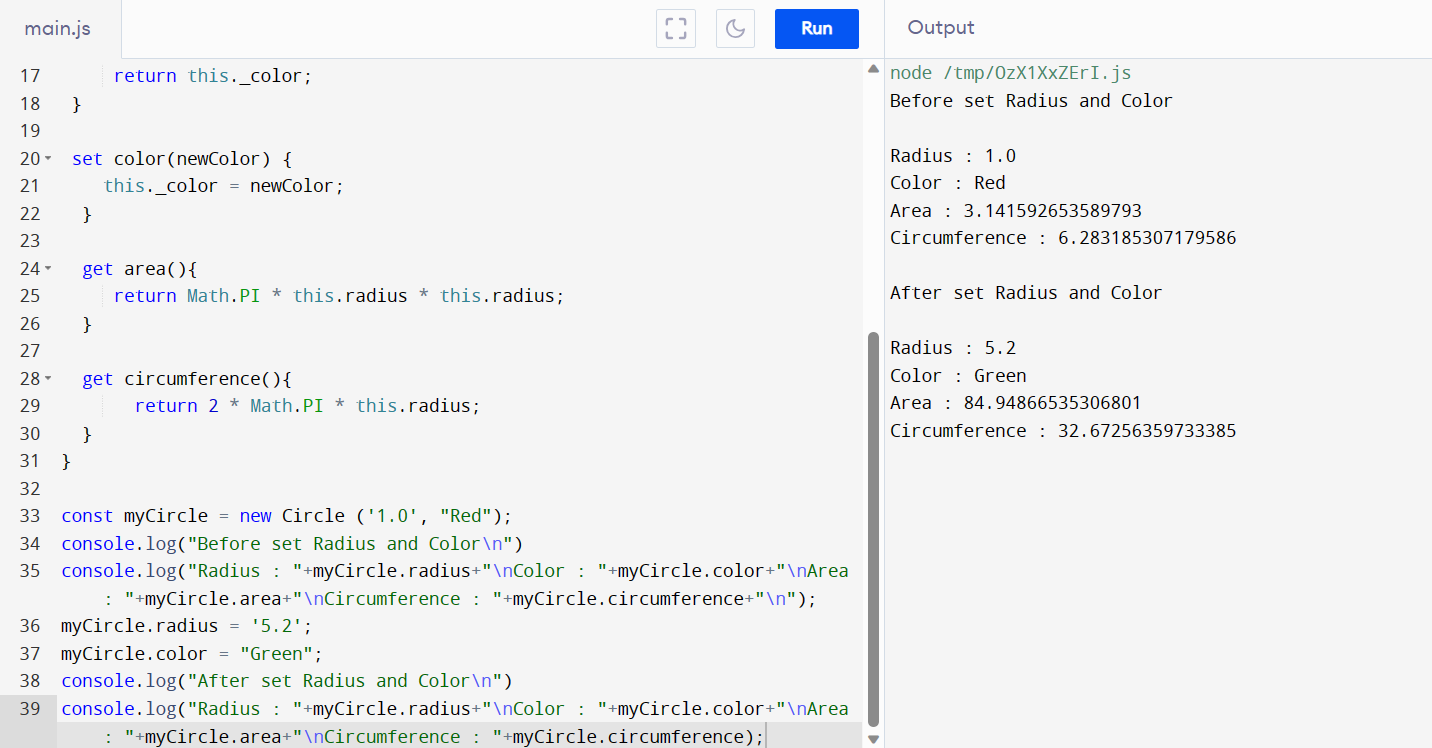 main.js
Run
Output
17 return this._color;
18 }
19
20 set color(newColor) {
21 this._color = newColor;
22 }
23
24 get area(){
25 return Math.PI * this.radius * this.radius;
26 }
27
28 get circumference(){
29 return 2 * Math.PI * this.radius;
30 }
31 }
32
33 const myCircle = new Circle ('1.0', "Red");
34 console.log("Before set Radius and Color\n")
35 console.log("Radius : "+myCircle.radius+"\nColor : "+myCircle.color+"\nArea
: "+myCircle.area+"\nCircumference : "+myCircle.circumference+"\n");
36 myCircle.radius = '5.2';
37 myCircle.color = "Green";
38 console.log("After set Radius and Color\n")
39 console.log("Radius : "+myCircle.radius+"\nColor : "+myCircle.color+"\nArea
: "+myCircle.area+"\nCircumference : "+myCircle.circumference);
node /tmp/OzX1XxZErI.js
Before set Radius and Color
Radius : 1.0
Color : Red
Area : 3.141592653589793
Circumference : 6.283185307179586
After set Radius and Color
Radius : 5.2
Color : Green
Area : 84.94866535306801
Circumference : 32.67256359733385